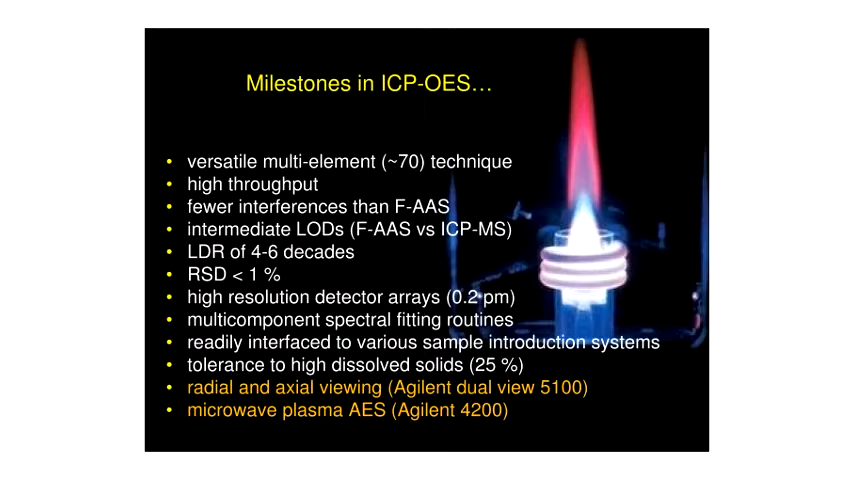 Milestones in ICP-OES…
• versatile multi-element (~70) technique
• high throughput
• fewer interferences than F-AAS
• intermediate LODs (F-AAS vs ICP-MS)
• LDR of 4-6 decades
• RSD < 1 %
• high resolution detector arrays (0.2 pm)
• multicomponent spectral fitting routines
• readily interfaced to various sample introduction systems
• tolerance to high dissolved solids (25 %)
• radial and axial viewing (Agilent dual view 5100)
• microwave plasma AES (Agilent 4200)